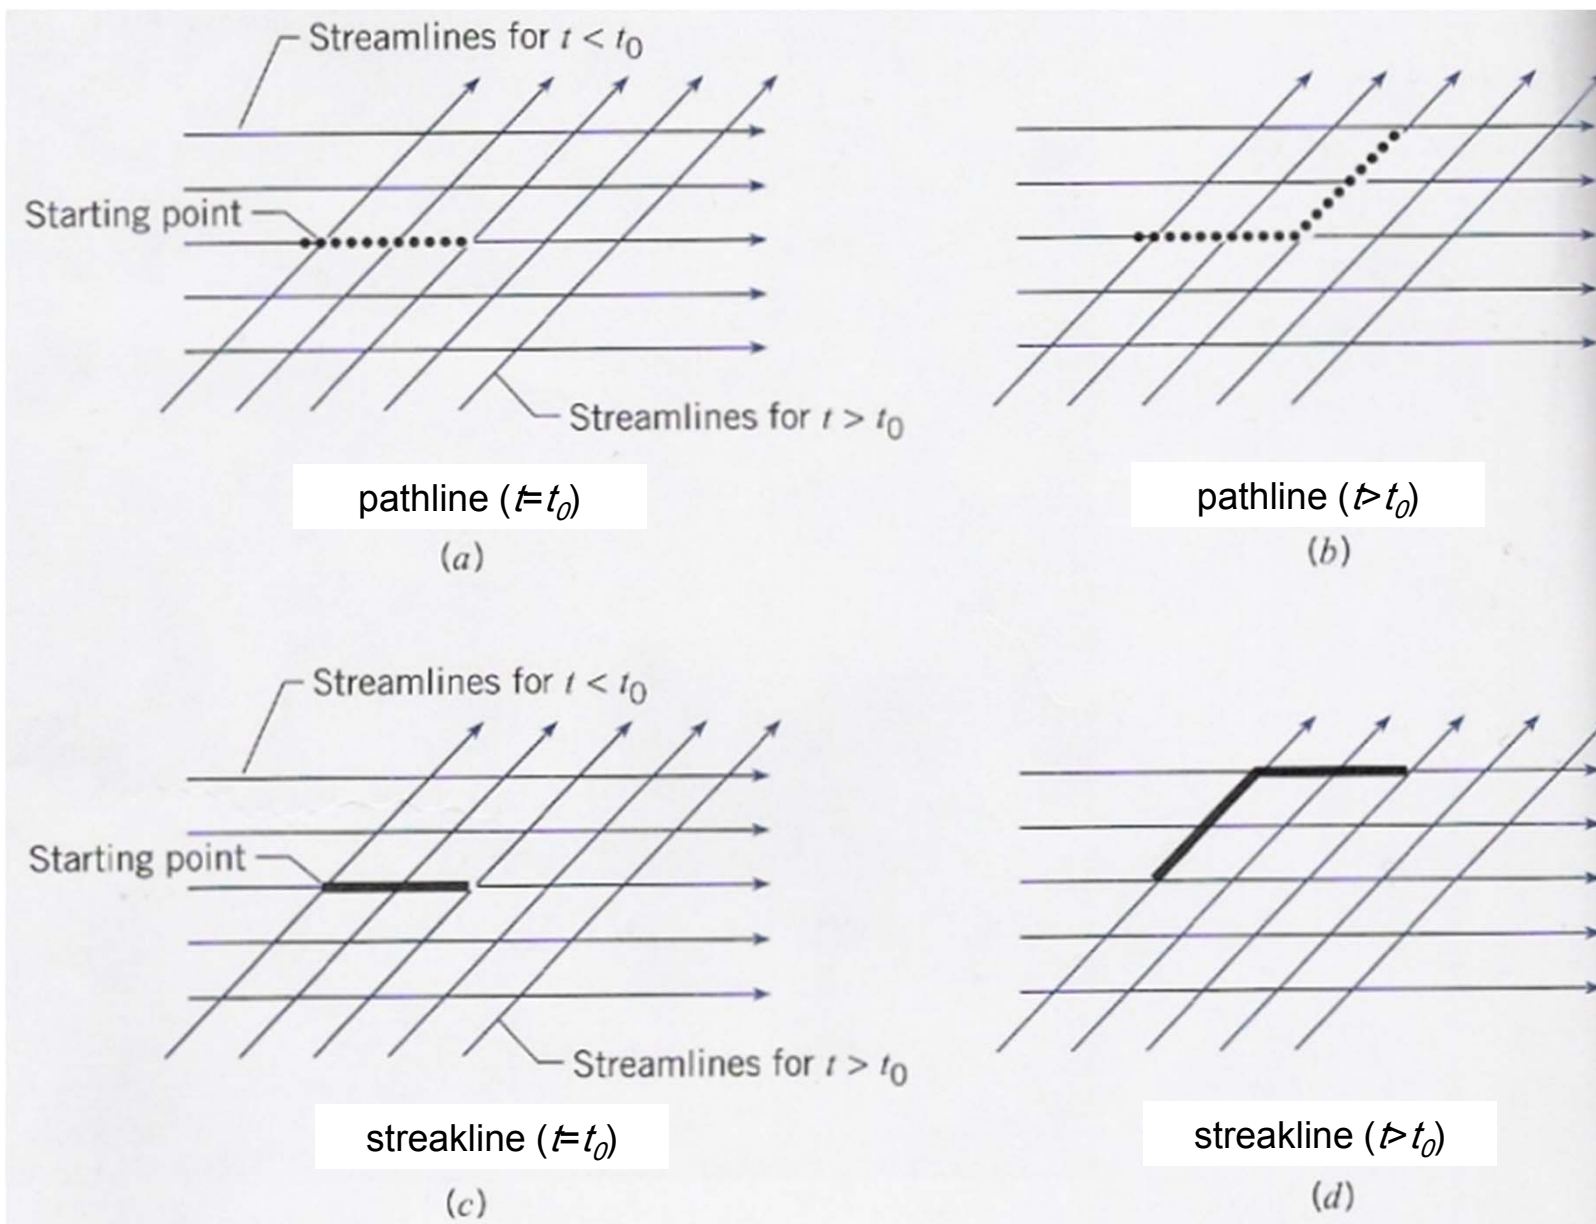 Streamlines for t < t₀
Starting point
Streamlines for t > t₀
pathline (t=t₀)
(a)
pathline (t>t₀)
(b)
Streamlines for t < t₀
Starting point
Streamlines for t > t₀
streakline (t=t₀)
(c)
streakline (t>t₀)
(d)